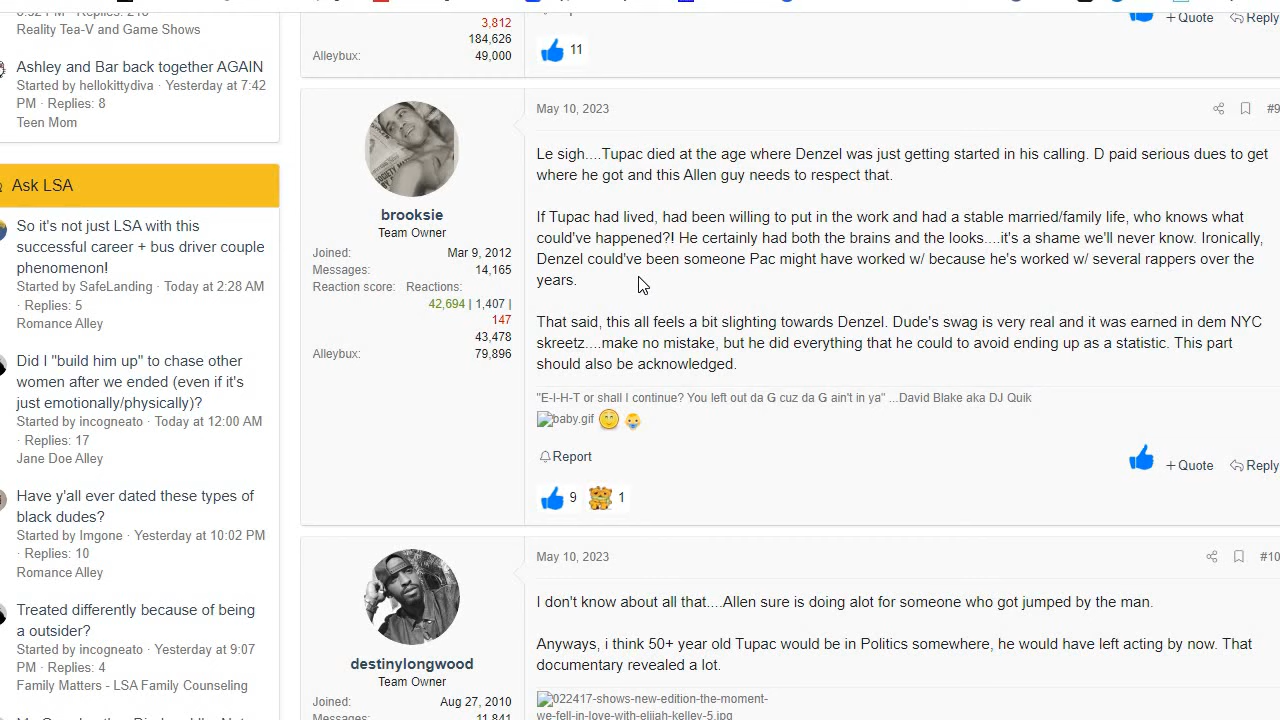 Reality Tea-V and Game Shows
Ashley and Bar back together AGAIN
Started by hellokittydiva · Yesterday at 7:42
PM · Replies: 8
Teen Mom
Ask LSA
So it's not just LSA with this
successful career + bus driver couple
phenomenon!
Started by SafeLanding · Today at 2:28 AM
· Replies: 5
Romance Alley
Did I "build him up" to chase other
women after we ended (even if it's
just emotionally/physically)?
Started by incogneato · Today at 12:00 AM
· Replies: 17
Jane Doe Alley
Have y'all ever dated these types of
black dudes?
Started by Imgone · Yesterday at 10:02 PM
· Replies: 10
Romance Alley
Treated differently because of being
a outsider?
Started by incogneato · Yesterday at 9:07
PM · Replies: 4
Family Matters - LSA Family Counseling
3,812
184,626
Alleybux: 49,000
+ Quote Reply
11
brooksie
Team Owner
Joined: Mar 9, 2012
Messages: 14,165
Reaction score: Reactions:
42,694 | 1,407 |
147
43,478
Alleybux: 79,896
May 10, 2023 #9
Le sigh....Tupac died at the age where Denzel was just getting started in his calling. D paid serious dues to get
where he got and this Allen guy needs to respect that.
If Tupac had lived, had been willing to put in the work and had a stable married/family life, who knows what
could've happened?! He certainly had both the brains and the looks....it's a shame we'll never know. Ironically,
Denzel could've been someone Pac might have worked w/ because he's worked w/ several rappers over the
years.
That said, this all feels a bit slighting towards Denzel. Dude's swag is very real and it was earned in dem NYC
skreetz....make no mistake, but he did everything that he could to avoid ending up as a statistic. This part
should also be acknowledged.
"E-I-H-T or shall I continue? You left out da G cuz da G ain't in ya" ...David Blake aka DJ Quik
baby.gif
Report
+ Quote Reply
9 1
destinylongwood
Team Owner
Joined: Aug 27, 2010
Messages: 11,841
May 10, 2023 #10
I don't know about all that....Allen sure is doing alot for someone who got jumped by the man.
Anyways, i think 50+ year old Tupac would be in Politics somewhere, he would have left acting by now. That
documentary revealed a lot.
022417-shows-new-edition-the-moment-
we-fell-in-love-with-elijah-kelley-5.jpg